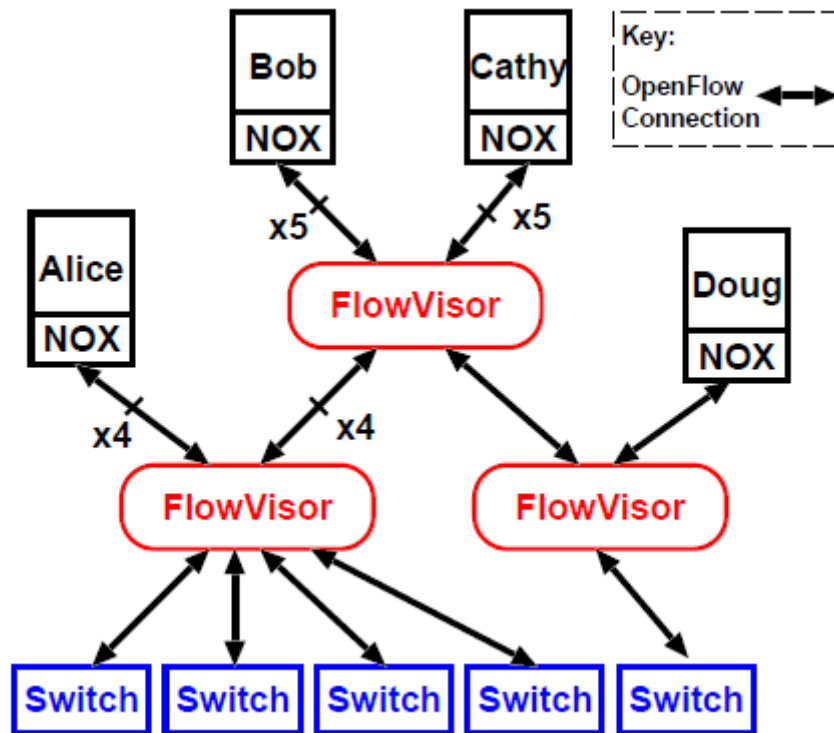 Bob
NOX
Cathy
NOX
Key:
OpenFlow
Connection
x5
x5
Alice
NOX
FlowVisor
Doug
NOX
x4
x4
FlowVisor
FlowVisor
Switch
Switch
Switch
Switch
Switch